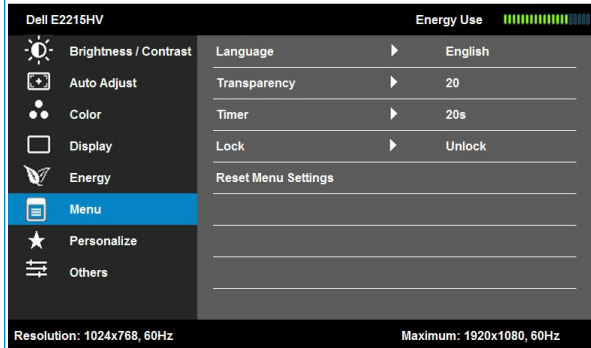 Dell E2215HV Energy Use
Brightness / Contrast Language English
Auto Adjust Transparency 20
Color Timer 20s
Display Lock Unlock
Energy Reset Menu Settings
Menu
Personalize
Others
Resolution: 1024x768, 60Hz Maximum: 1920x1080, 60Hz